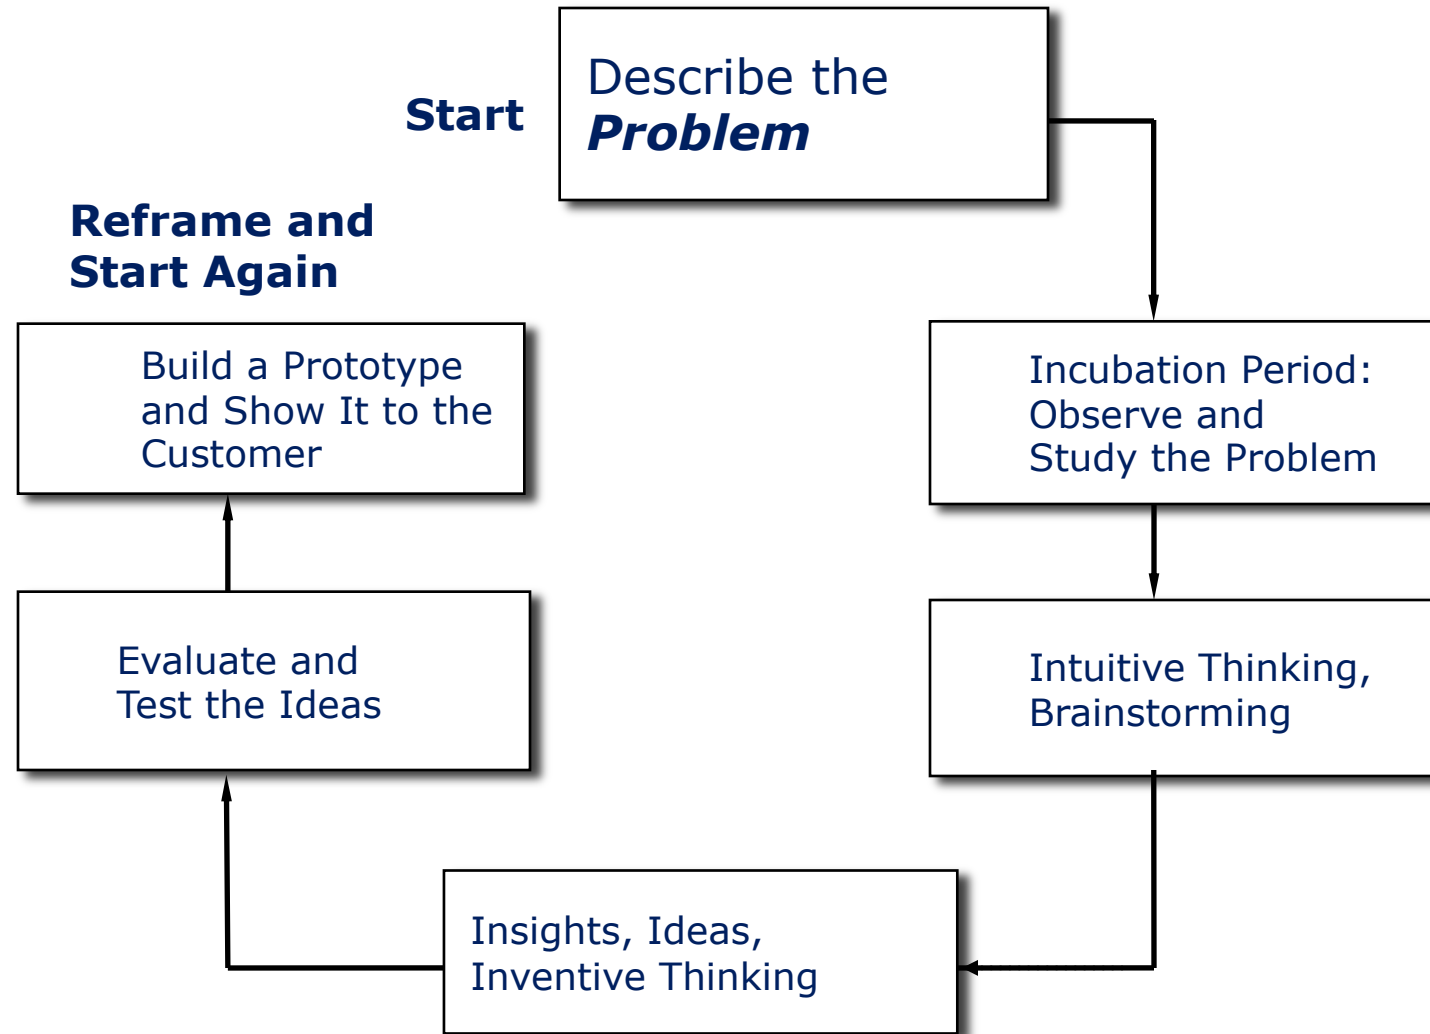 Start
Describe the
Problem
Reframe and
Start Again
Build a Prototype
and Show It to the
Customer
Incubation Period:
Observe and
Study the Problem
Evaluate and
Test the Ideas
Intuitive Thinking,
Brainstorming
Insights, Ideas,
Inventive Thinking